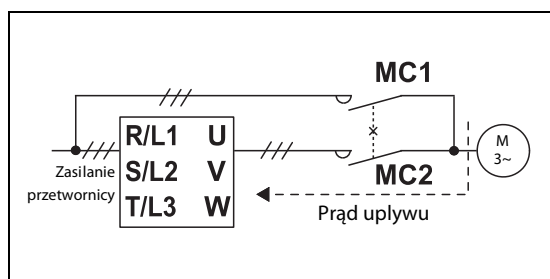 MC1
R/L1 U
S/L2 V
T/L3 W
Zasilanie
przetwornicy
MC2
M
3~
Prąd uplywu